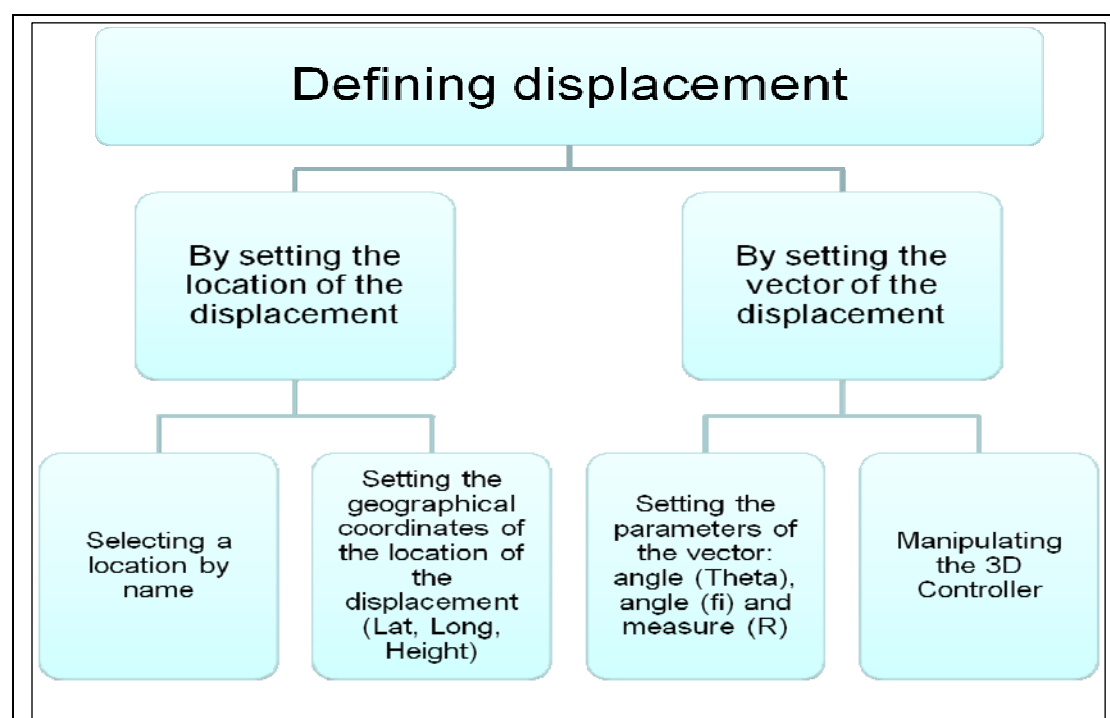 Defining displacement
By setting the
location of the
displacement
By setting the
vector of the
displacement
Selecting a
location by
name
Setting the
geographical
coordinates of
the location of
the
displacement
(Lat, Long,
Height)
Setting the
parameters of
the vector:
angle (Theta),
angle (fi) and
measure (R)
Manipulating
the 3D
Controller